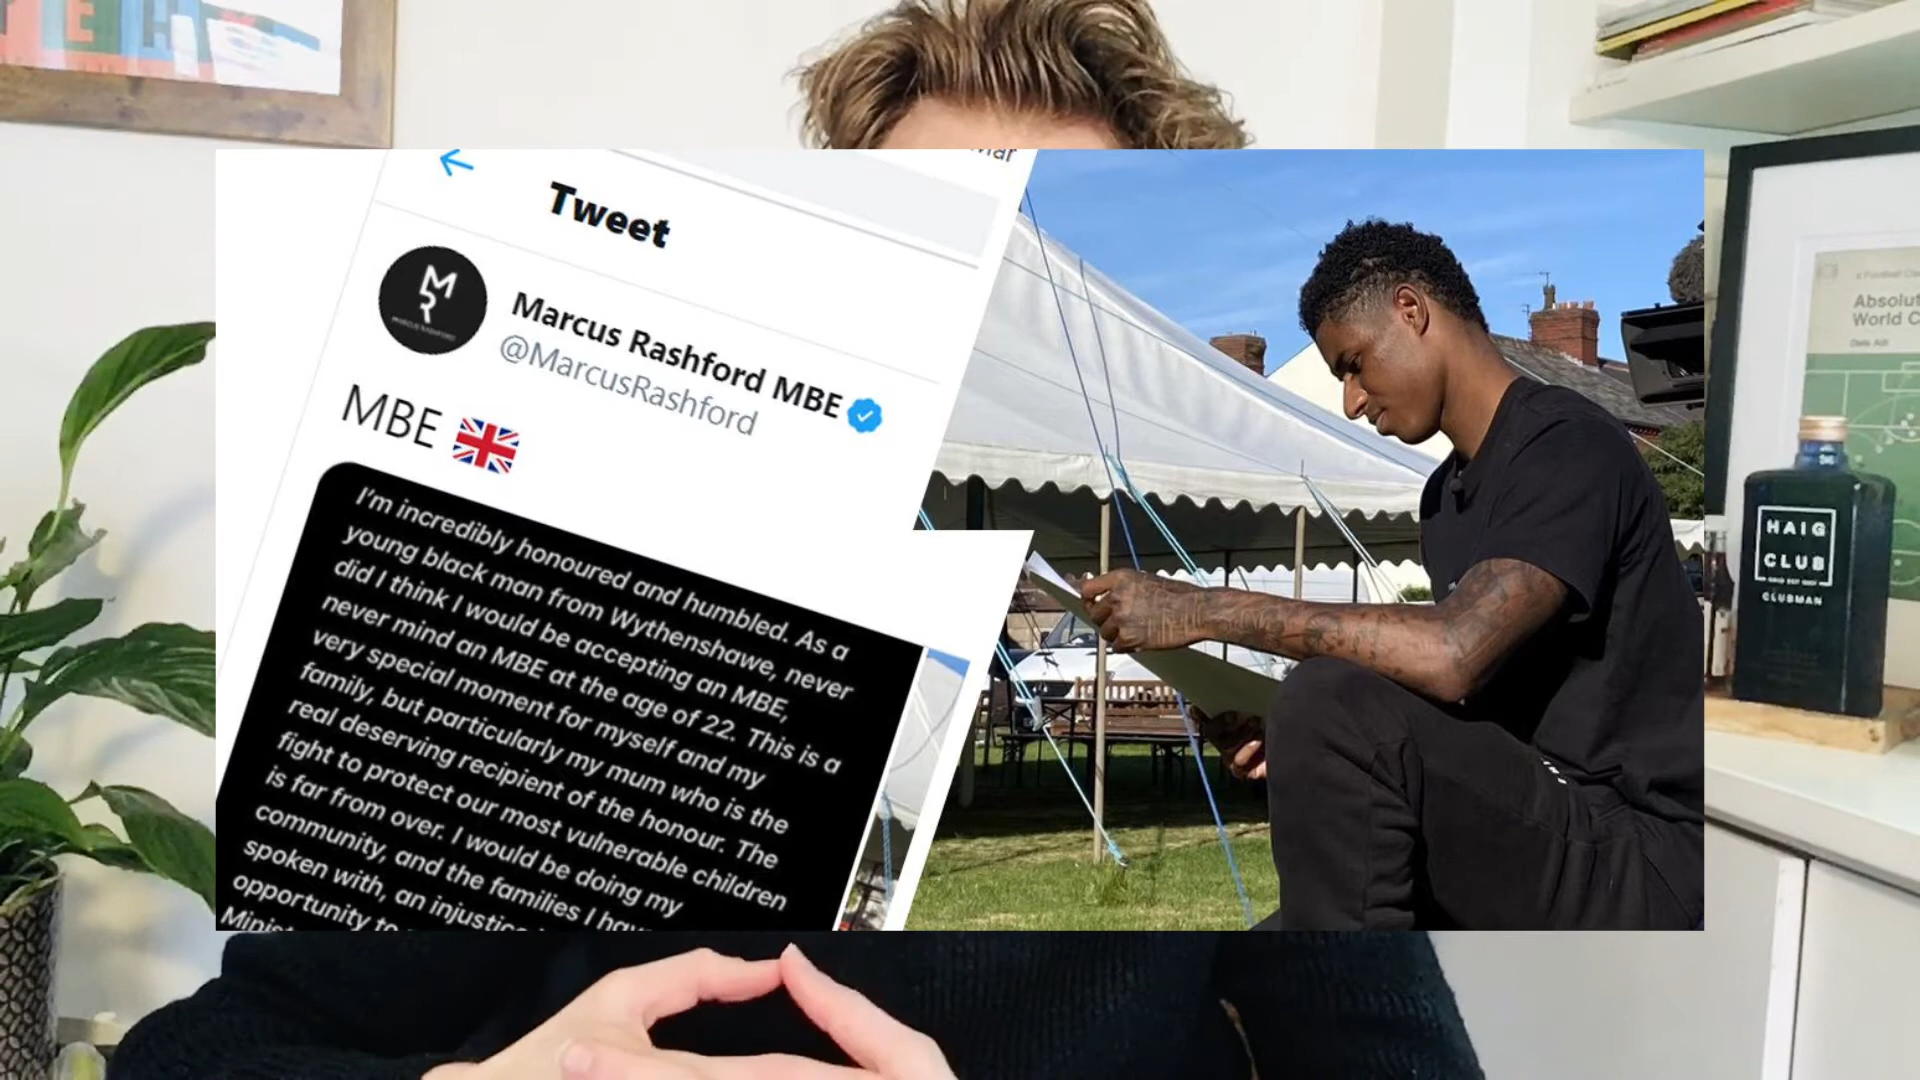 Tweet
Marcus Rashford MBE
@MarcusRashford
MBE 🇬🇧
I'm incredibly honoured and humbled. As a
young black man from Wythenshawe, never
did I think I would be accepting an MBE,
never mind an MBE at the age of 22. This is a
very special moment for myself and my
family, but particularly my mum who is the
real deserving recipient of the honour. The
fight to protect our most vulnerable children
is far from over. I would be doing my
community, and the families I have
spoken with, an injustice
opportunity to
MARCUS RASHFORD
Absolut
World C
HAIG
CLUB
CLUBMAN